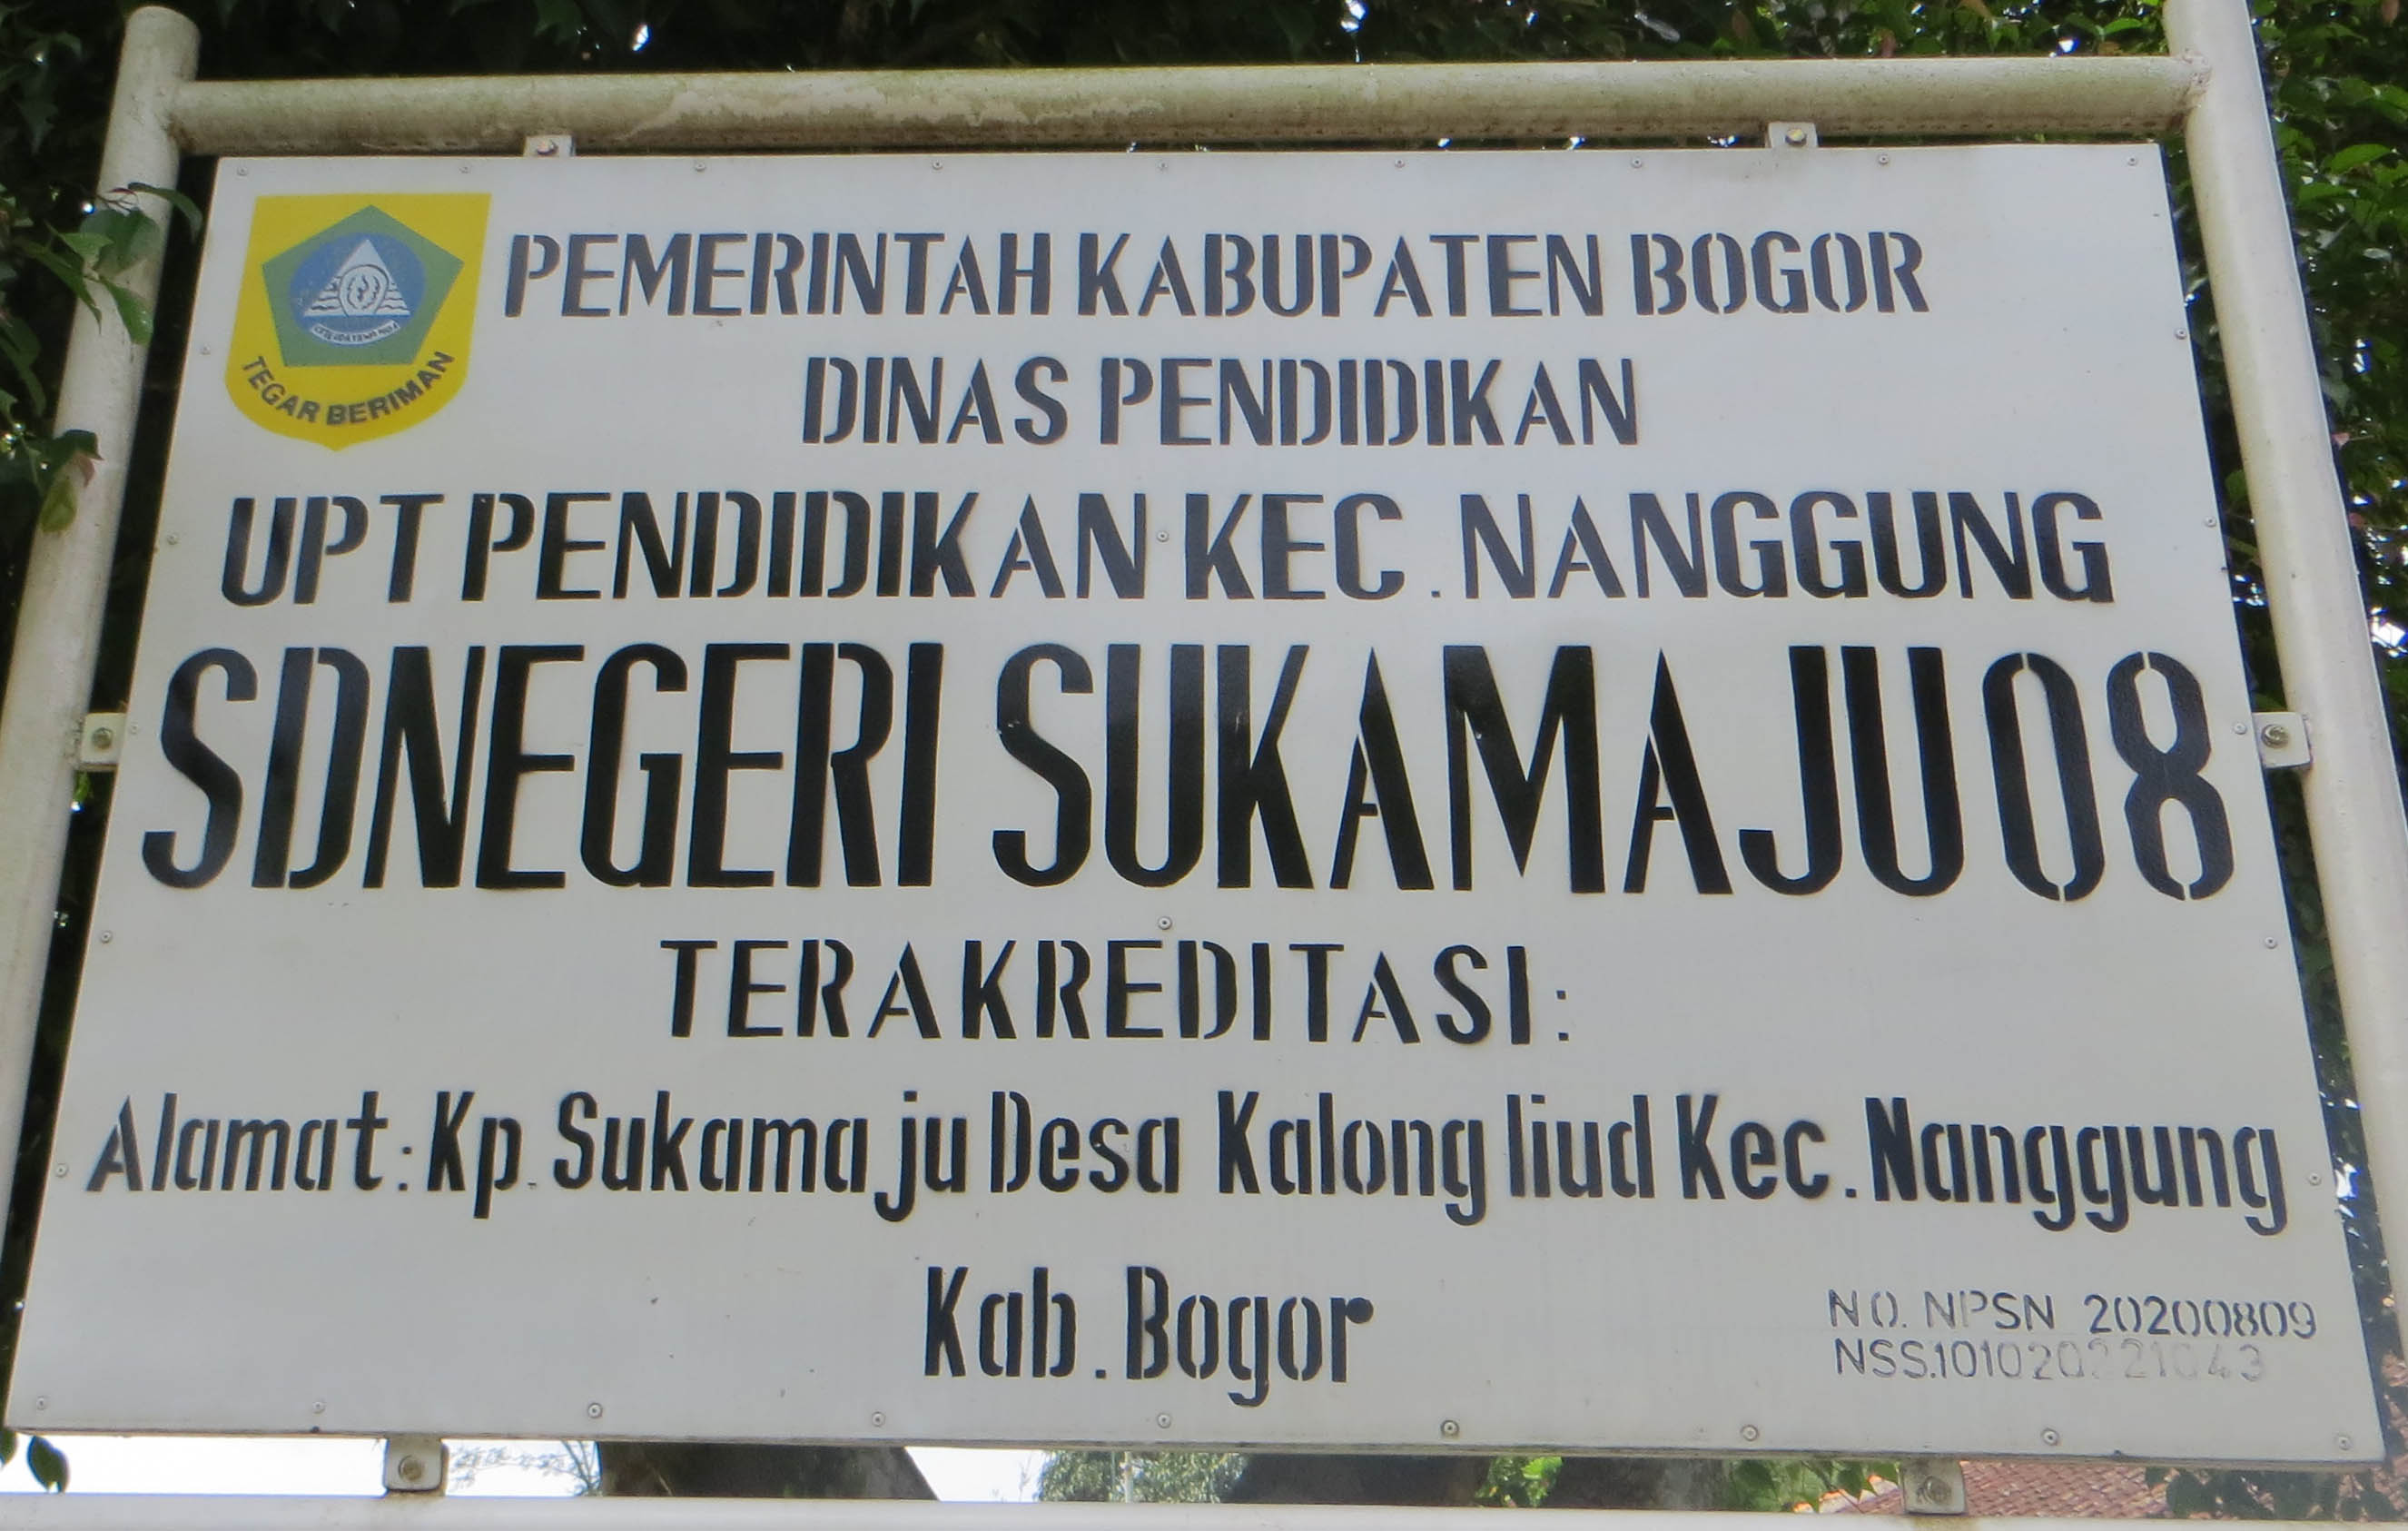 PEMERINTAH KABUPATEN BOGOR
DINAS PENDIDIKAN
TEGAR BERIMAN
UPT PENDIDIKAN KEC. NANGGUNG
SDNEGERI SUKAMAJU 08
TERAKREDITASI :
Alamat : Kp. Sukamaju Desa Kalong liud Kec. Nanggung
Kab. Bogor
NO. NPSN 20200809
NSS.